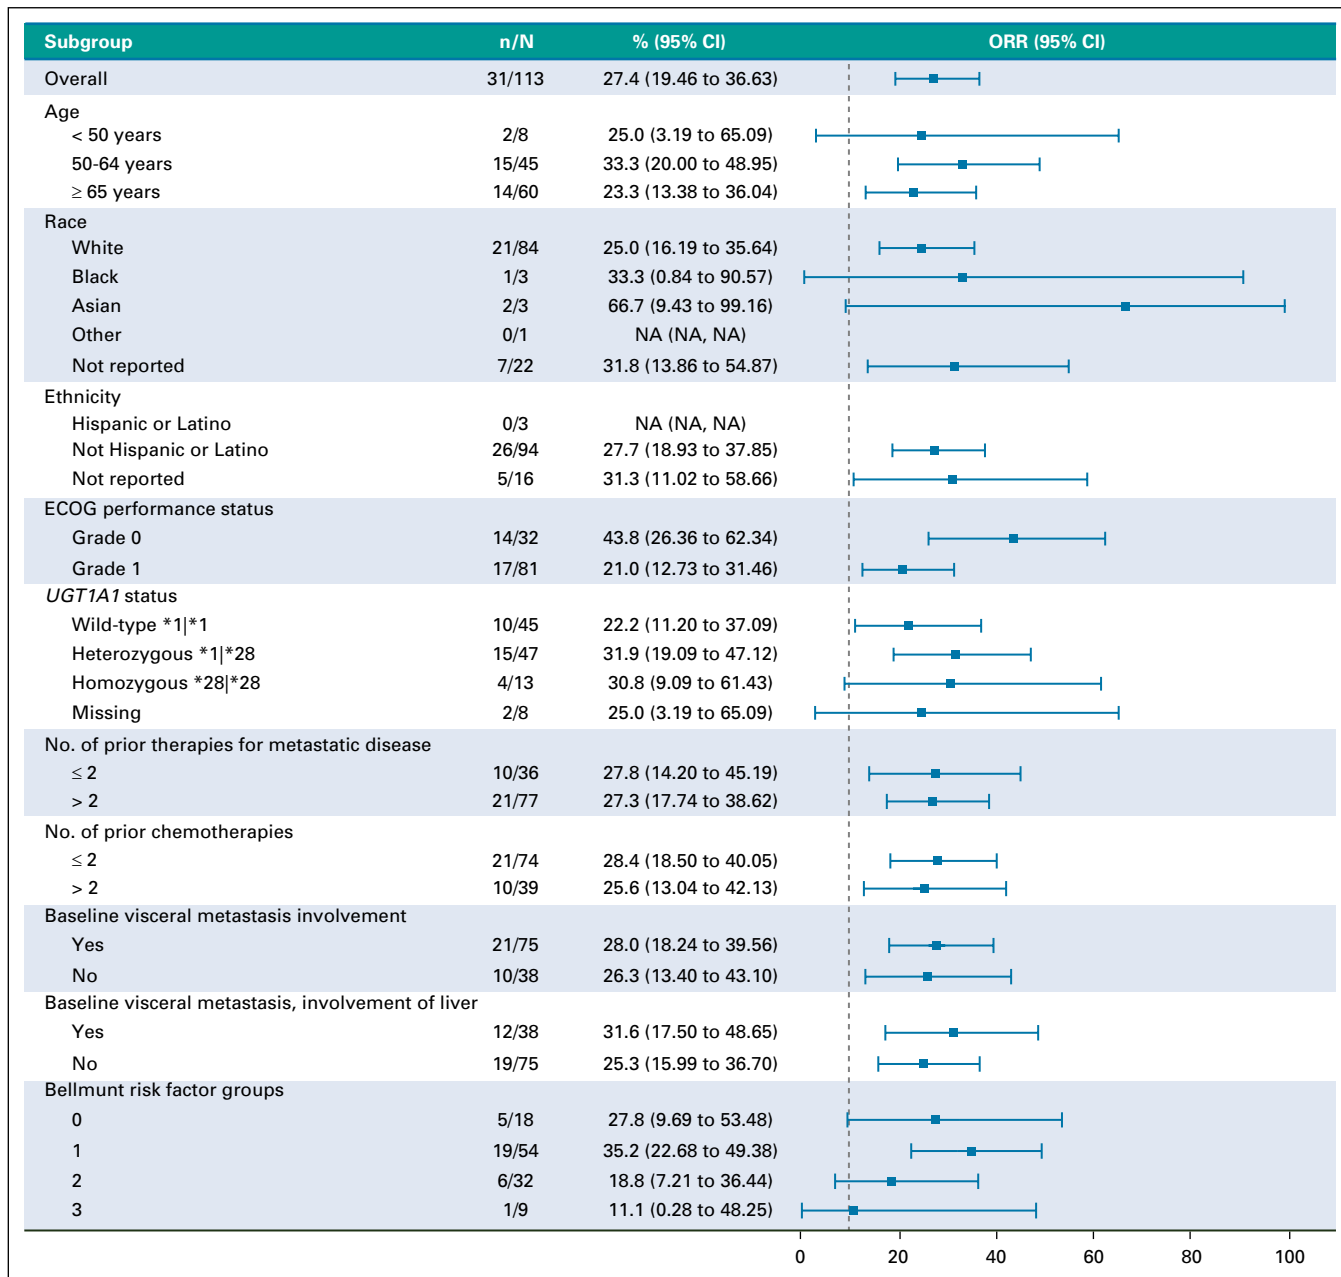 Subgroup n/N % (95% CI) ORR (95% CI)
Overall 31/113 27.4 (19.46 to 36.63)
Age
< 50 years 2/8 25.0 (3.19 to 65.09)
50-64 years 15/45 33.3 (20.00 to 48.95)
≥ 65 years 14/60 23.3 (13.38 to 36.04)
Race
White 21/84 25.0 (16.19 to 35.64)
Black 1/3 33.3 (0.84 to 90.57)
Asian 2/3 66.7 (9.43 to 99.16)
Other 0/1 NA (NA, NA)
Not reported 7/22 31.8 (13.86 to 54.87)
Ethnicity
Hispanic or Latino 0/3 NA (NA, NA)
Not Hispanic or Latino 26/94 27.7 (18.93 to 37.85)
Not reported 5/16 31.3 (11.02 to 58.66)
ECOG performance status
Grade 0 14/32 43.8 (26.36 to 62.34)
Grade 1 17/81 21.0 (12.73 to 31.46)
UGT1A1 status
Wild-type *1|*1 10/45 22.2 (11.20 to 37.09)
Heterozygous *1|*28 15/47 31.9 (19.09 to 47.12)
Homozygous *28|*28 4/13 30.8 (9.09 to 61.43)
Missing 2/8 25.0 (3.19 to 65.09)
No. of prior therapies for metastatic disease
≤ 2 10/36 27.8 (14.20 to 45.19)
> 2 21/77 27.3 (17.74 to 38.62)
No. of prior chemotherapies
≤ 2 21/74 28.4 (18.50 to 40.05)
> 2 10/39 25.6 (13.04 to 42.13)
Baseline visceral metastasis involvement
Yes 21/75 28.0 (18.24 to 39.56)
No 10/38 26.3 (13.40 to 43.10)
Baseline visceral metastasis, involvement of liver
Yes 12/38 31.6 (17.50 to 48.65)
No 19/75 25.3 (15.99 to 36.70)
Bellmunt risk factor groups
0 5/18 27.8 (9.69 to 53.48)
1 19/54 35.2 (22.68 to 49.38)
2 6/32 18.8 (7.21 to 36.44)
3 1/9 11.1 (0.28 to 48.25)
0 20 40 60 80 100